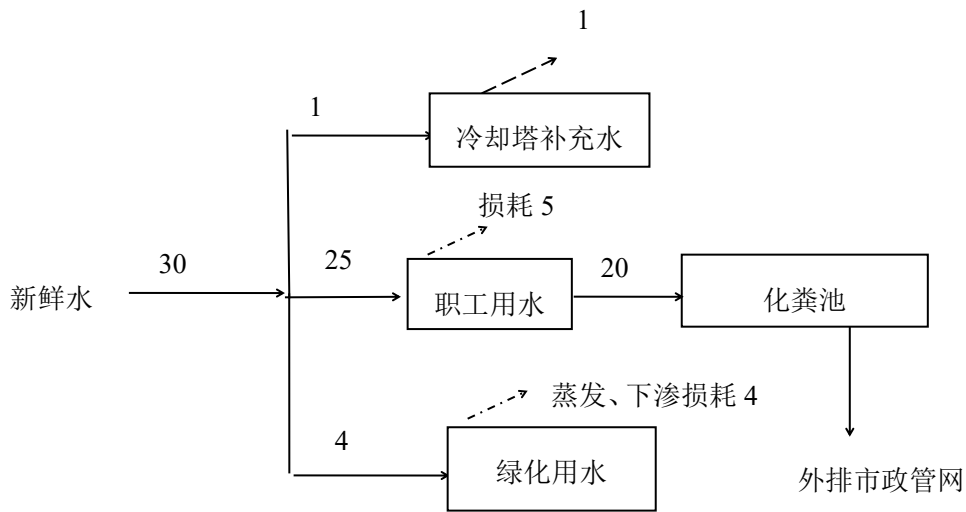 1
1
冷却塔补充水
损耗 5
30
25
20
新鲜水
职工用水
化粪池
蒸发、下渗损耗 4
4
绿化用水
外排市政管网